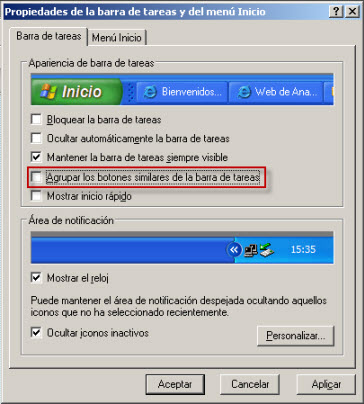 Propiedades de la barra de tareas y del menú Inicio
Barra de tareas
Menú Inicio
Apariencia de barra de tareas
Inicio
Bienvenidos...
Web de Ana...
Bloquear la barra de tareas
Ocultar automáticamente la barra de tareas
Mantener la barra de tareas siempre visible
Agrupar los botones similares de la barra de tareas
Mostrar inicio rápido
Área de notificación
15:35
Mostrar el reloj
Puede mantener el área de notificación despejada ocultando aquellos
iconos que no ha seleccionado recientemente.
Ocultar iconos inactivos
Personalizar...
Aceptar
Cancelar
Aplicar